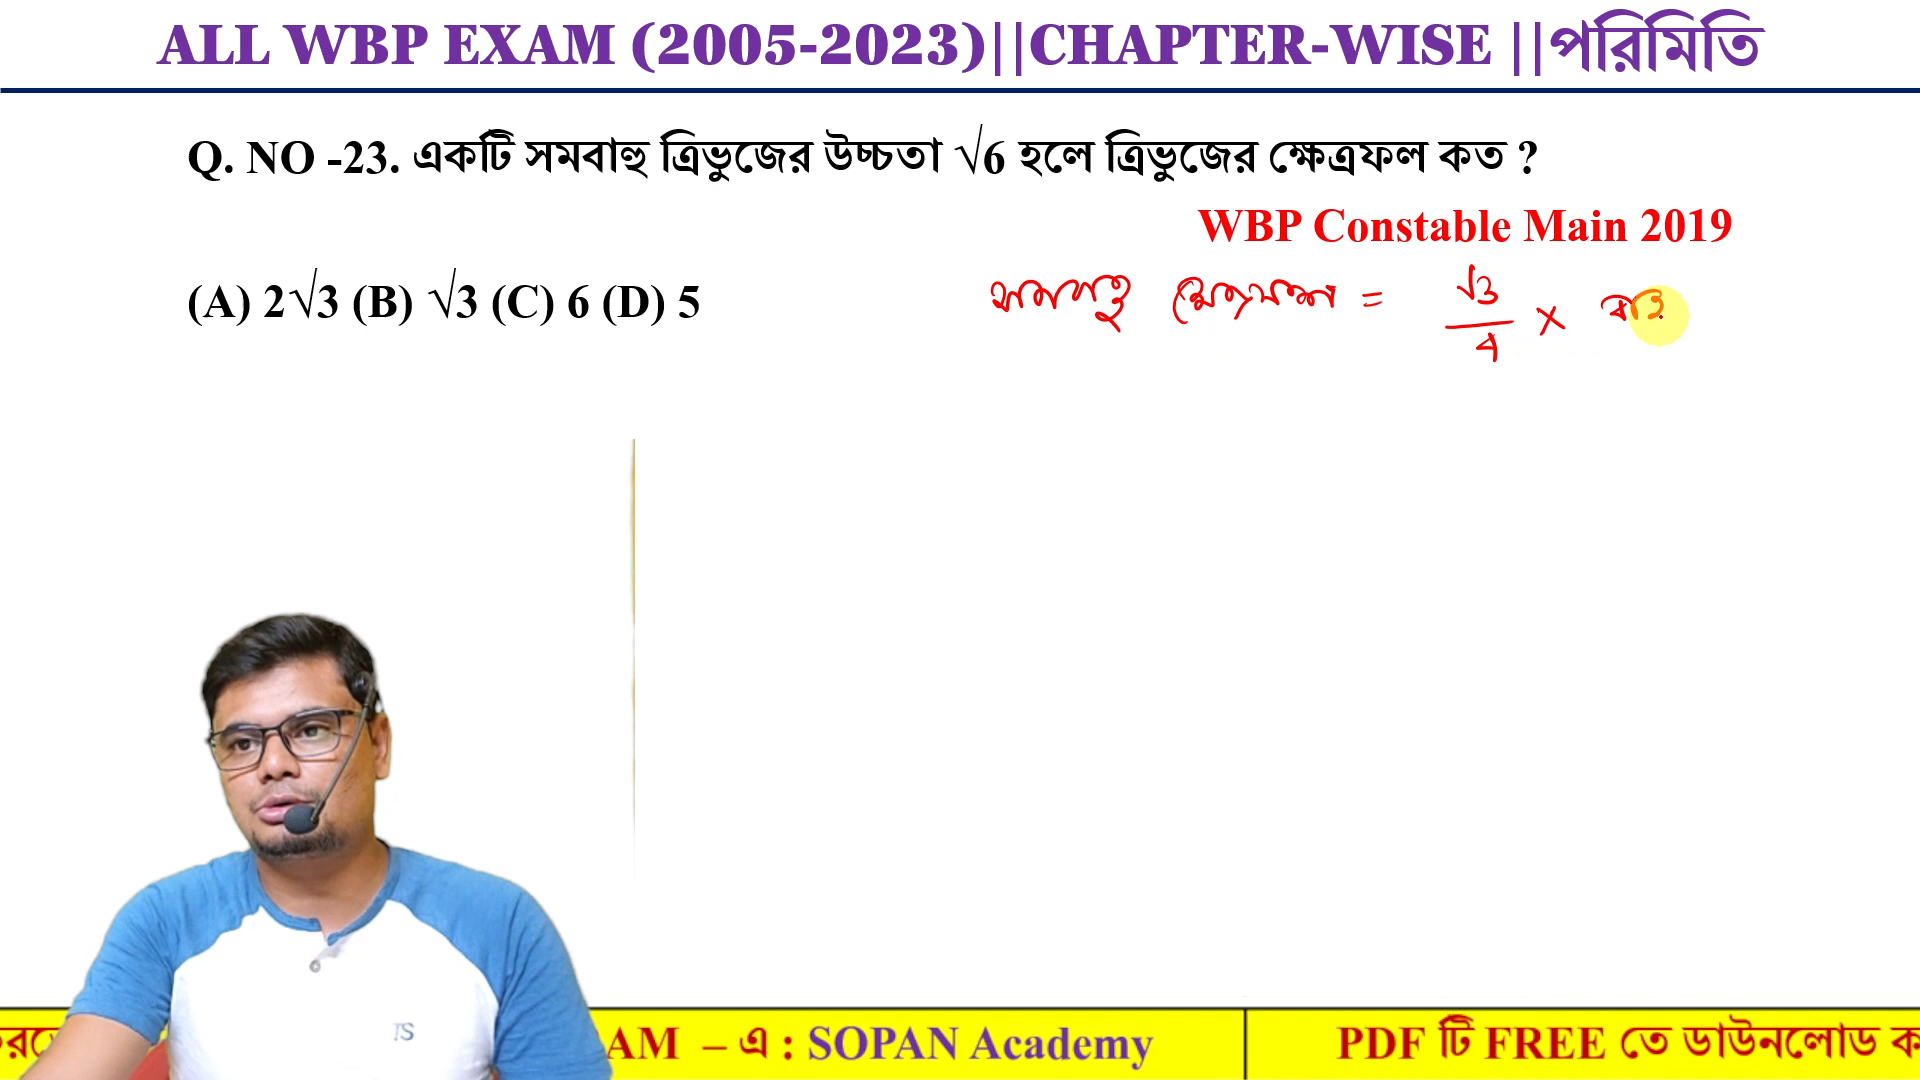 ALL WBP EXAM (2005-2023)||CHAPTER-WISE ||পরিমিতি
Q. NO -23. একটি সমবাহু ত্রিভুজের উচ্চতা √6 হলে ত্রিভুজের ক্ষেত্রফল কত ?
WBP Constable Main 2019
(A) 2√3 (B) √3 (C) 6 (D) 5
সমবাহু ক্ষেত্রফল = √3/4 × বাহু
AM – এ : SOPAN Academy
PDF টি FREE তে ডাউনলোড